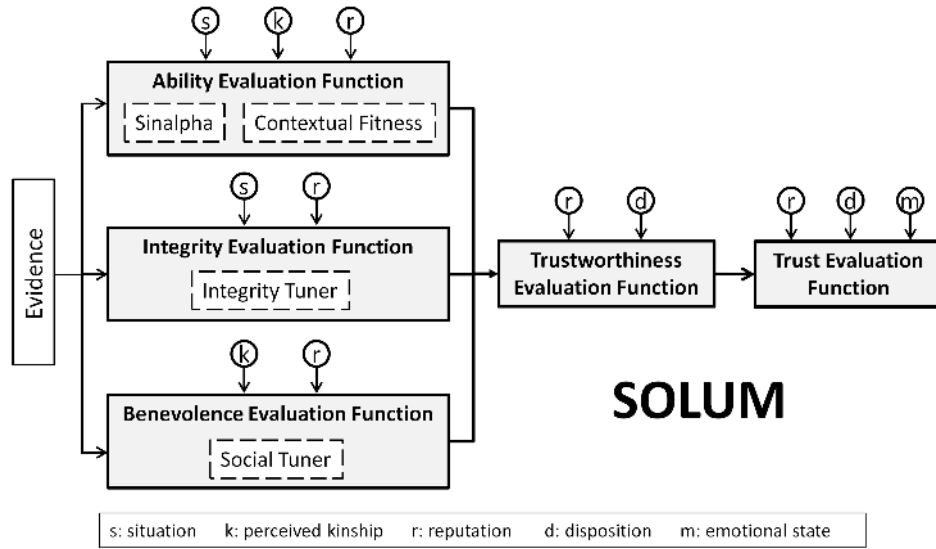 s k r
Ability Evaluation Function
Sinalpha Contextual Fitness
Evidence
s r
Integrity Evaluation Function
Integrity Tuner
r d
Trustworthiness
Evaluation Function
r d m
Trust Evaluation
Function
k r
Benevolence Evaluation Function
Social Tuner
SOLUM
s: situation k: perceived kinship r: reputation d: disposition m: emotional state